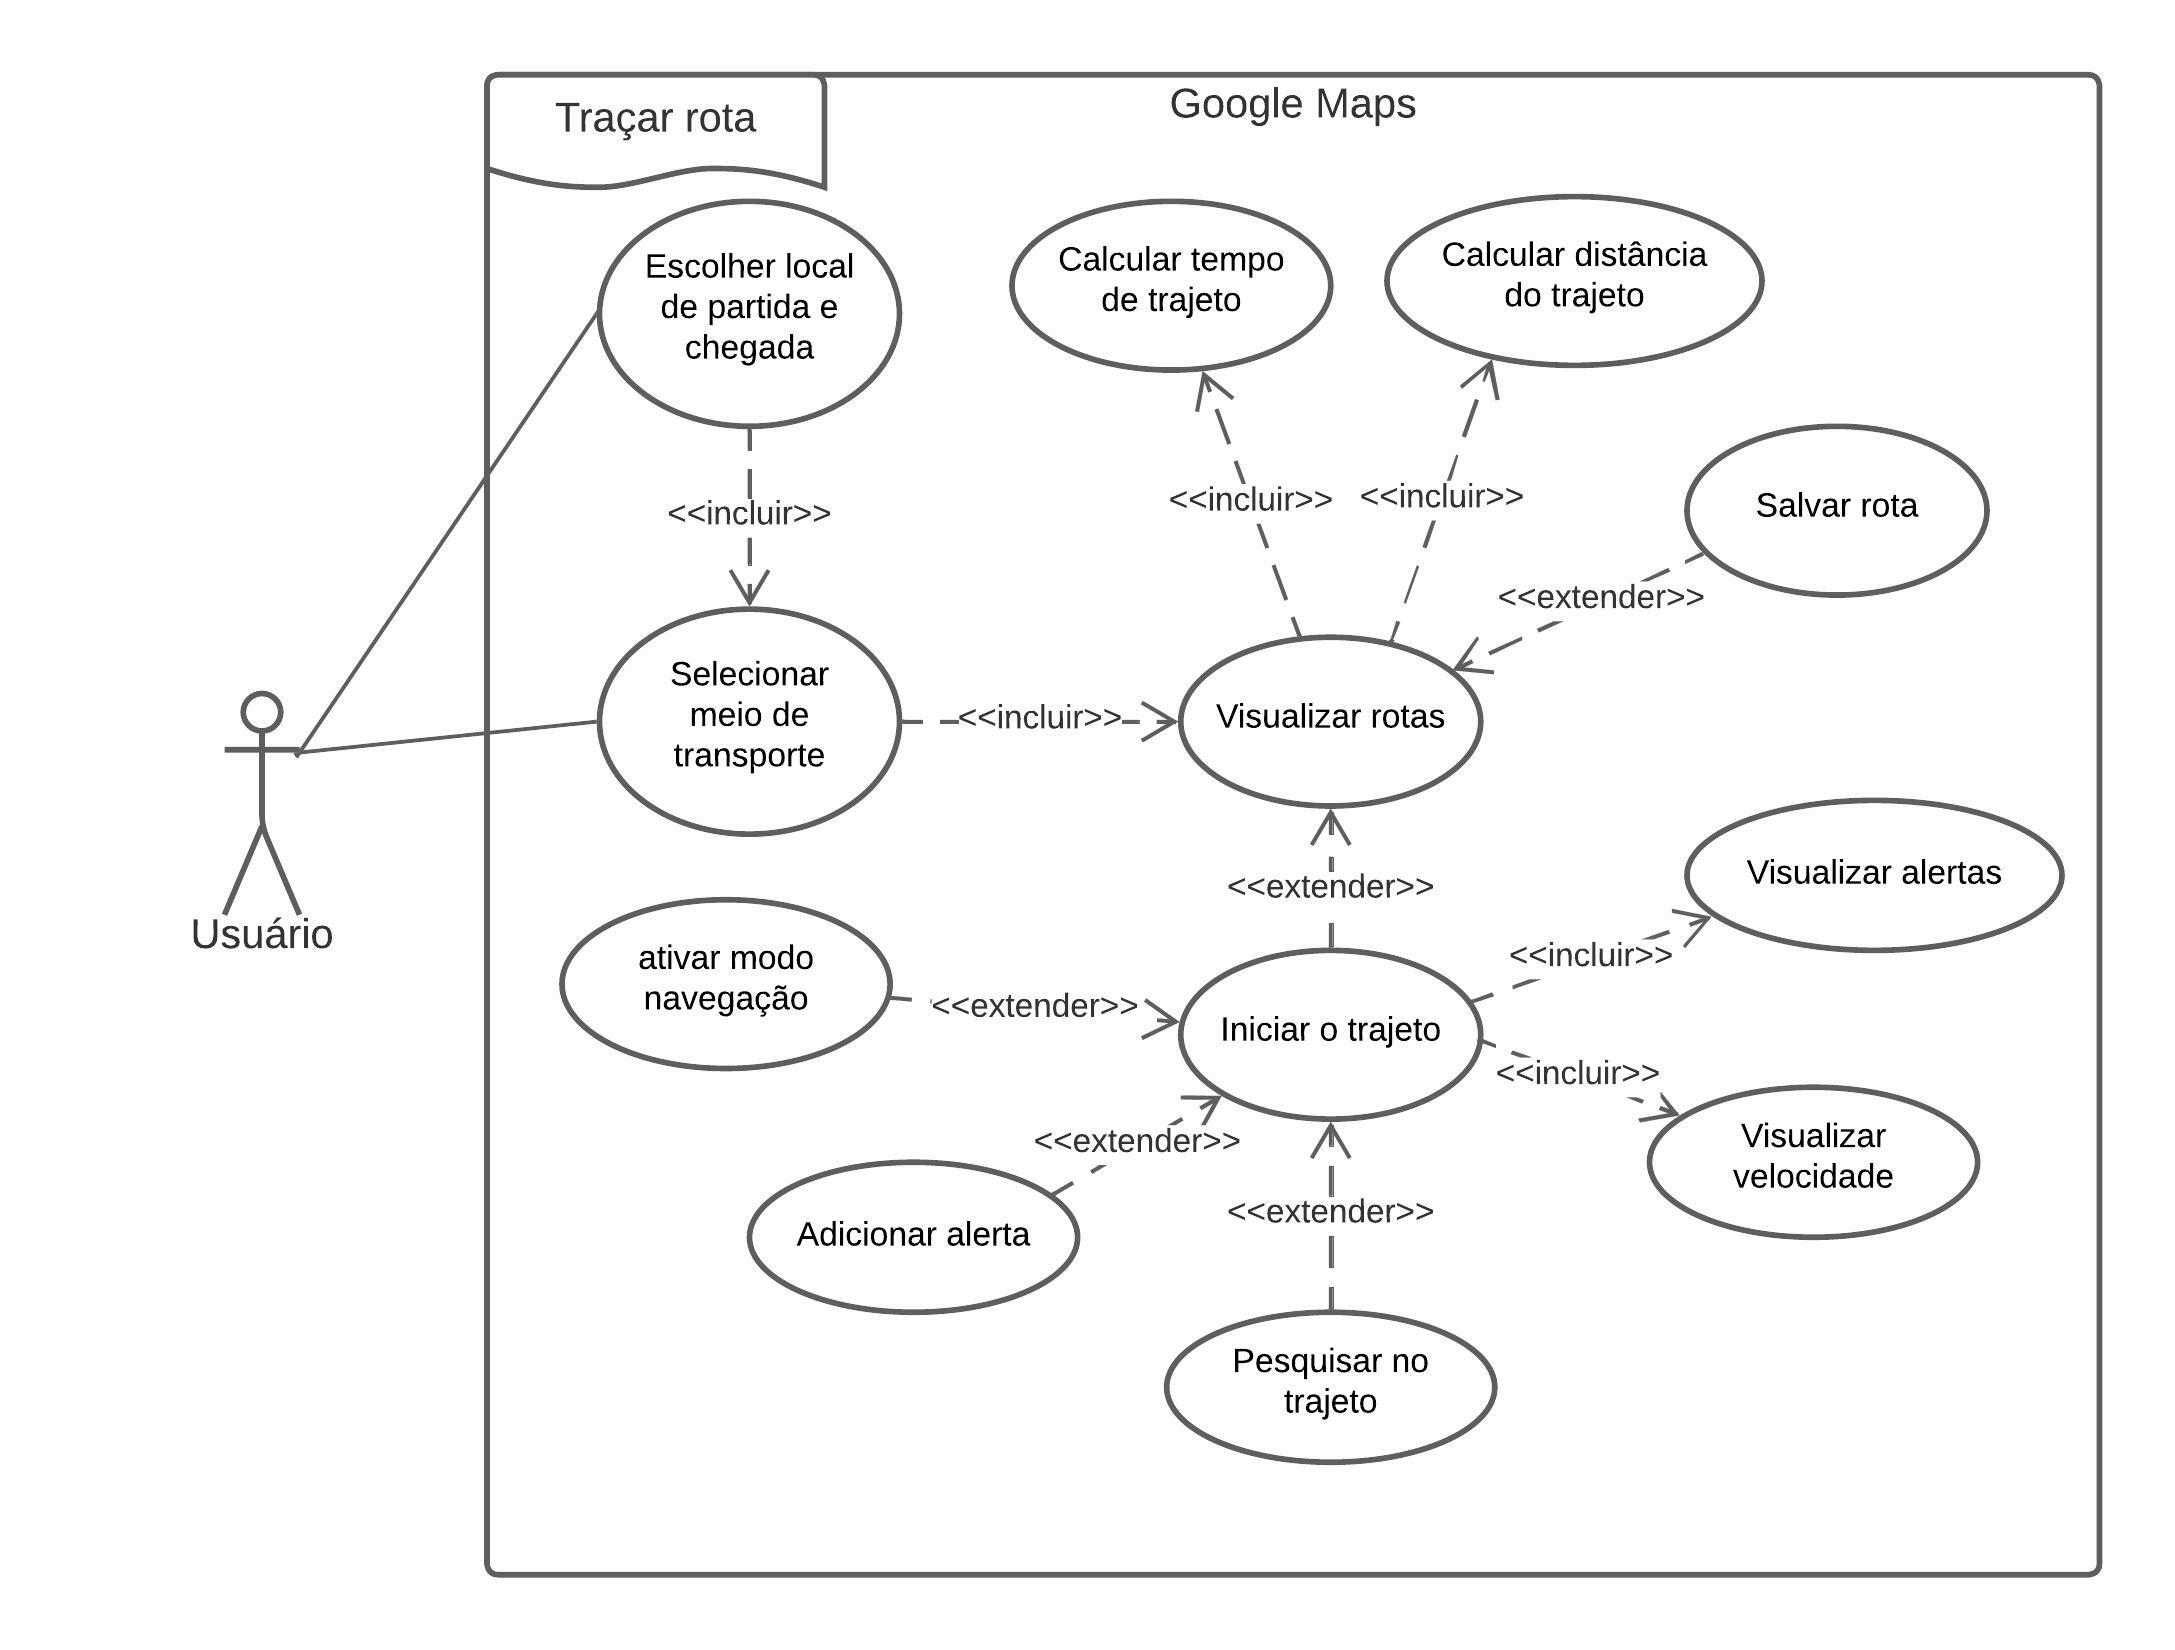 Traçar rota
Google Maps
Escolher local
de partida e
chegada
Calcular tempo
de trajeto
Calcular distância
do trajeto
<<incluir>>
<<incluir>>
<<incluir>>
Salvar rota
<<extender>>
Selecionar
meio de
transporte
<<incluir>>
Visualizar rotas
Usuário
<<extender>>
Visualizar alertas
ativar modo
navegação
<<extender>>
Iniciar o trajeto
<<incluir>>
<<incluir>>
Visualizar
velocidade
<<extender>>
Adicionar alerta
<<extender>>
Pesquisar no
trajeto